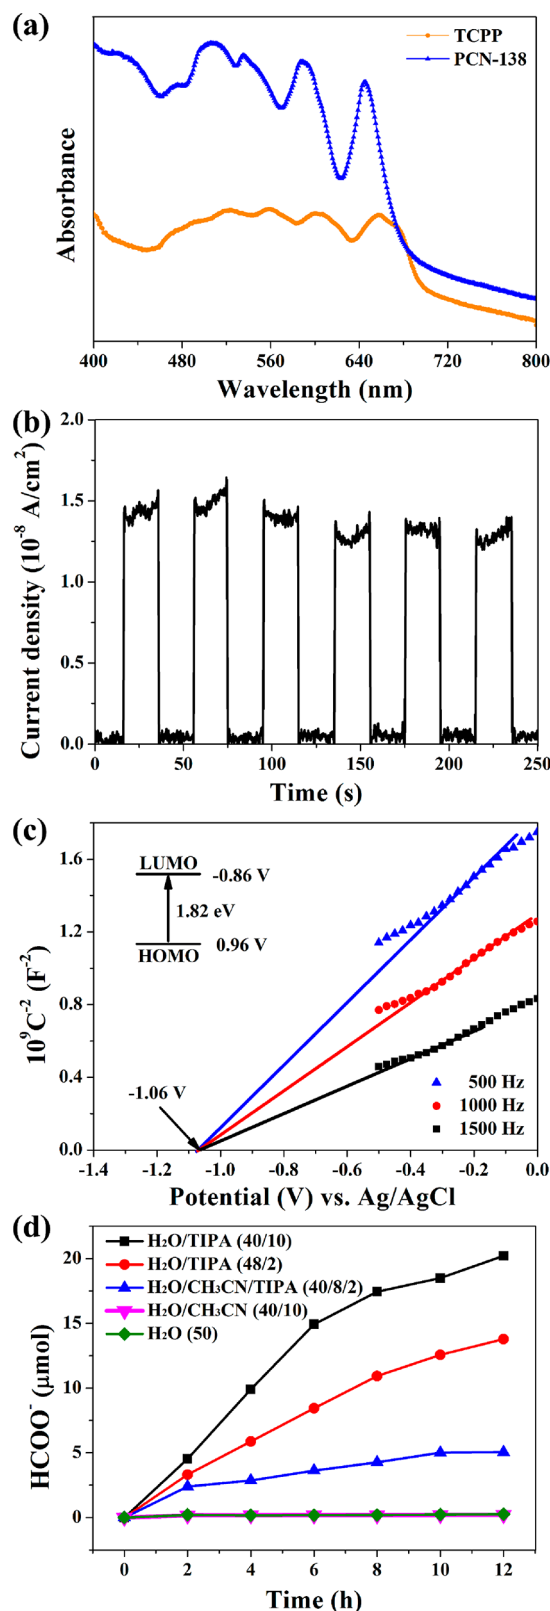 (a)
TCPP
PCN-138
Absorbance
400 480 560 640 720 800
Wavelength (nm)
(b)
2.0
1.5
1.0
0.5
0.0
Current density (10⁻⁸ A/cm²)
0 50 100 150 200 250
Time (s)
(c)
1.6
1.2
0.8
0.4
0.0
10⁹C⁻² (F⁻²)
LUMO
-0.86 V
1.82 eV
HOMO
0.96 V
-1.06 V
500 Hz
1000 Hz
1500 Hz
-1.4 -1.2 -1.0 -0.8 -0.6 -0.4 -0.2 0.0
Potential (V) vs. Ag/AgCl
(d)
20
15
10
5
0
HCOO⁻ (μmol)
H₂O/TIPA (40/10)
H₂O/TIPA (48/2)
H₂O/CH₃CN/TIPA (40/8/2)
H₂O/CH₃CN (40/10)
H₂O (50)
0 2 4 6 8 10 12
Time (h)